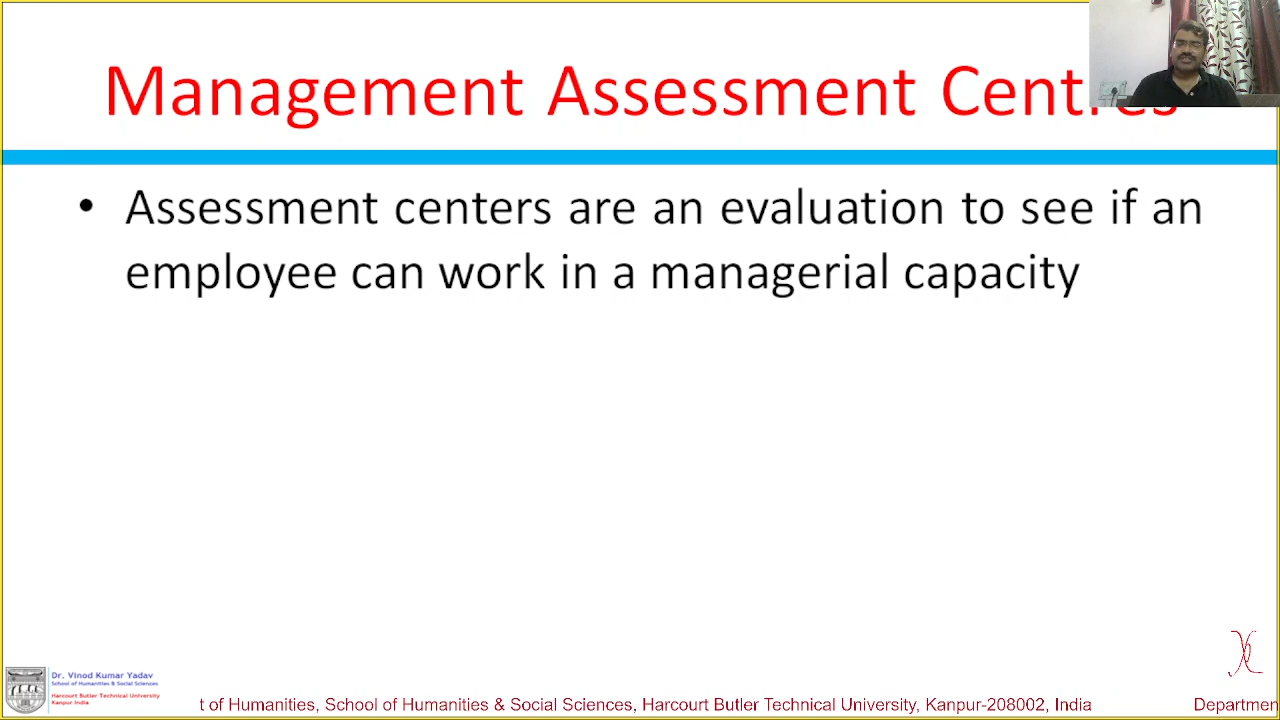 Management Assessment Centres
• Assessment centers are an evaluation to see if an
employee can work in a managerial capacity
Dr. Vinod Kumar Yadav
School of Humanities & Social Sciences
Harcourt Butler Technical University
Kanpur India
t of Humanities, School of Humanities & Social Sciences, Harcourt Butler Technical University, Kanpur-208002, India
Departmen